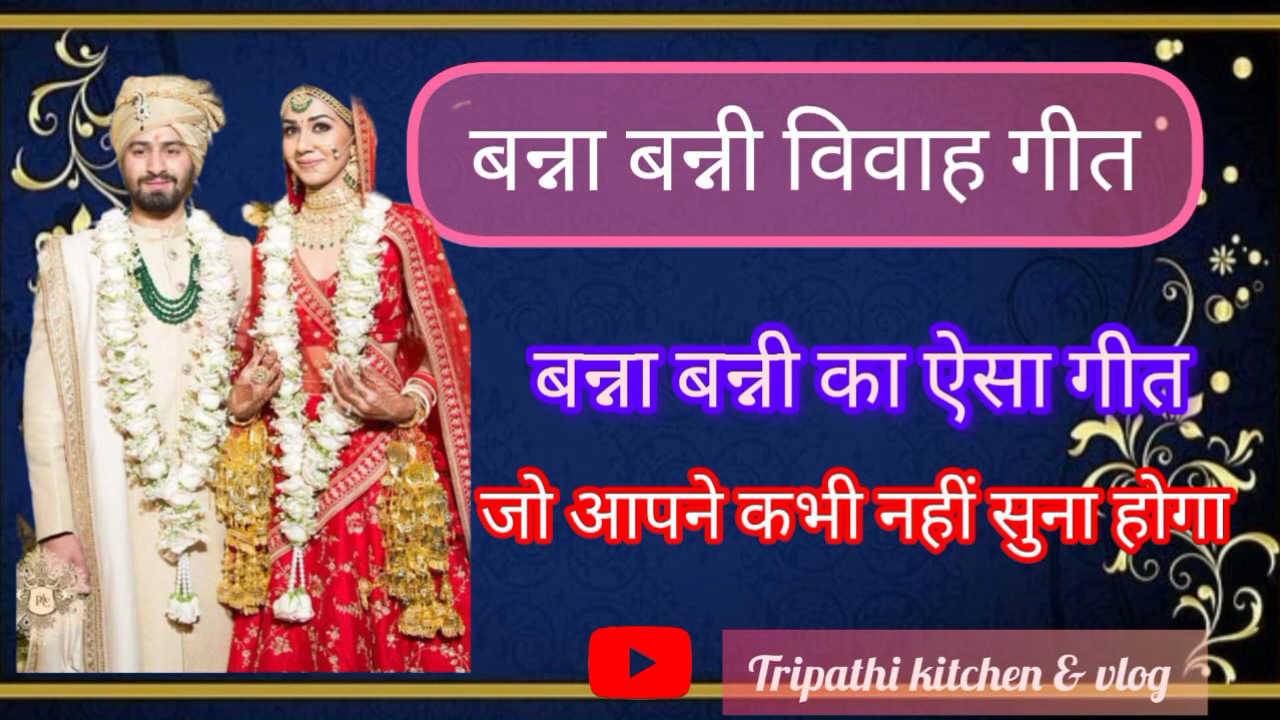 बन्ना बन्नी विवाह गीत
बन्ना बन्नी का ऐसा गीत
जो आपने कभी नहीं सुना होगा
Tripathi kitchen & vlog